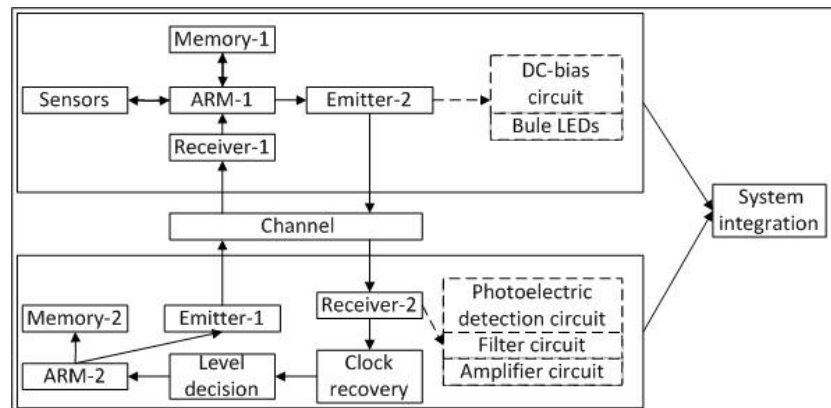 Memory-1
DC-bias
circuit
Sensors
ARM-1
Emitter-2
Bule LEDs
Receiver-1
System
integration
Channel
Photoelectric
detection circuit
Memory-2
Emitter-1
Receiver-2
Filter circuit
ARM-2
Level
decision
Clock
recovery
Amplifier circuit